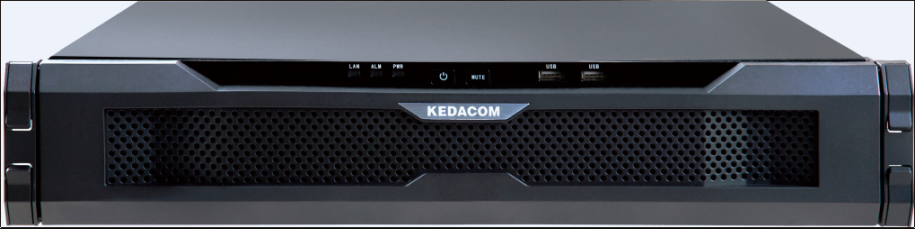 LAN ALM PWR MUTE USB USB
KEDACOM